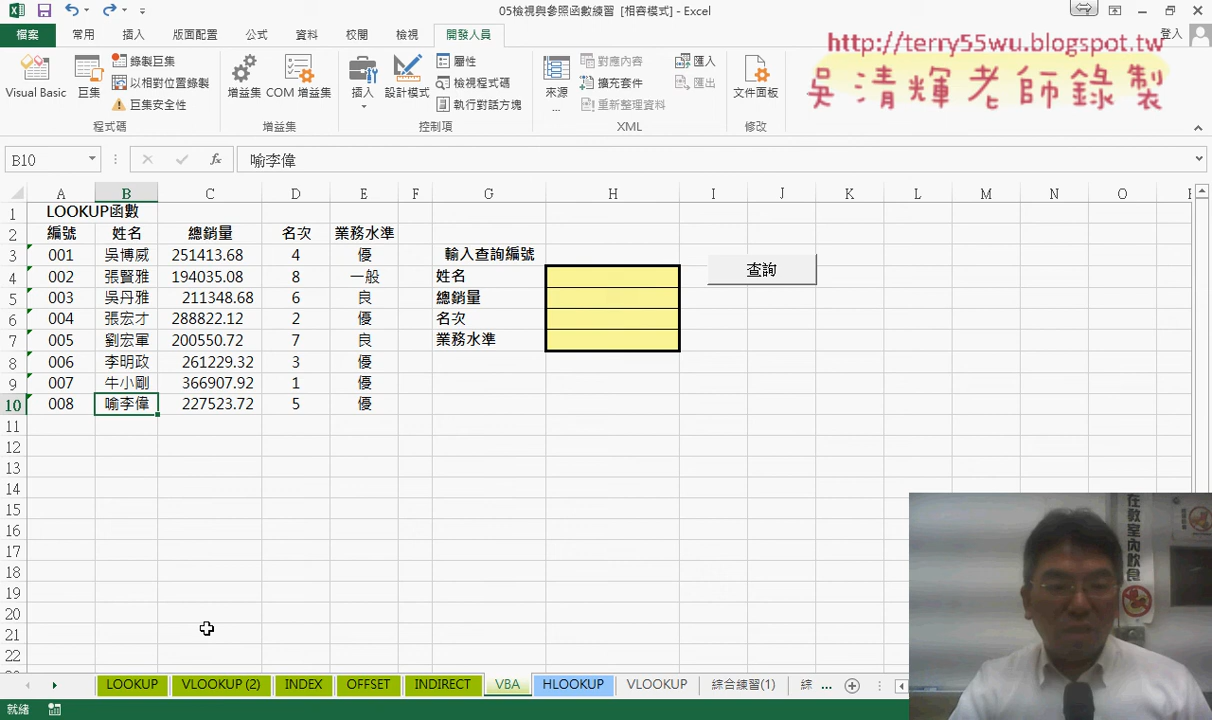 05檢視與參照函數練習 [相容模式] - Excel
登入
檔案 常用 插入 版面配置 公式 資料 校閱 檢視 開發人員
http://terry55wu.blogspot.tw
吳清輝老師錄製
Visual Basic 巨集 錄製巨集 以相對位置錄製 巨集安全性
增益集 COM 增益集
插入 設計模式 屬性 檢視程式碼 執行對話方塊
來源... 對應內容 擴充套件 重新整理資料 匯入 匯出
文件面板
程式碼 增益集 控制項 XML 修改
B10 fx 喻李偉
A B C D E F G H I J K L M N O
1 LOOKUP函數
2 編號 姓名 總銷量 名次 業務水準
3 001 吳博威 251413.68 4 優 輸入查詢編號
4 002 張賢雅 194035.08 8 一般 姓名
查詢
5 003 吳丹雅 211348.68 6 良 總銷量
6 004 張宏才 288822.12 2 優 名次
7 005 劉宏軍 200550.72 7 良 業務水準
8 006 李明政 261229.32 3 優
9 007 牛小剛 366907.92 1 優
10 008 喻李偉 227523.72 5 優
11
12
13
14
15
16
17
18
19
20
21
22
在教室內飲食
LOOKUP VLOOKUP (2) INDEX OFFSET INDIRECT VBA HLOOKUP VLOOKUP 綜合練習(1) 綜 ...
就緒